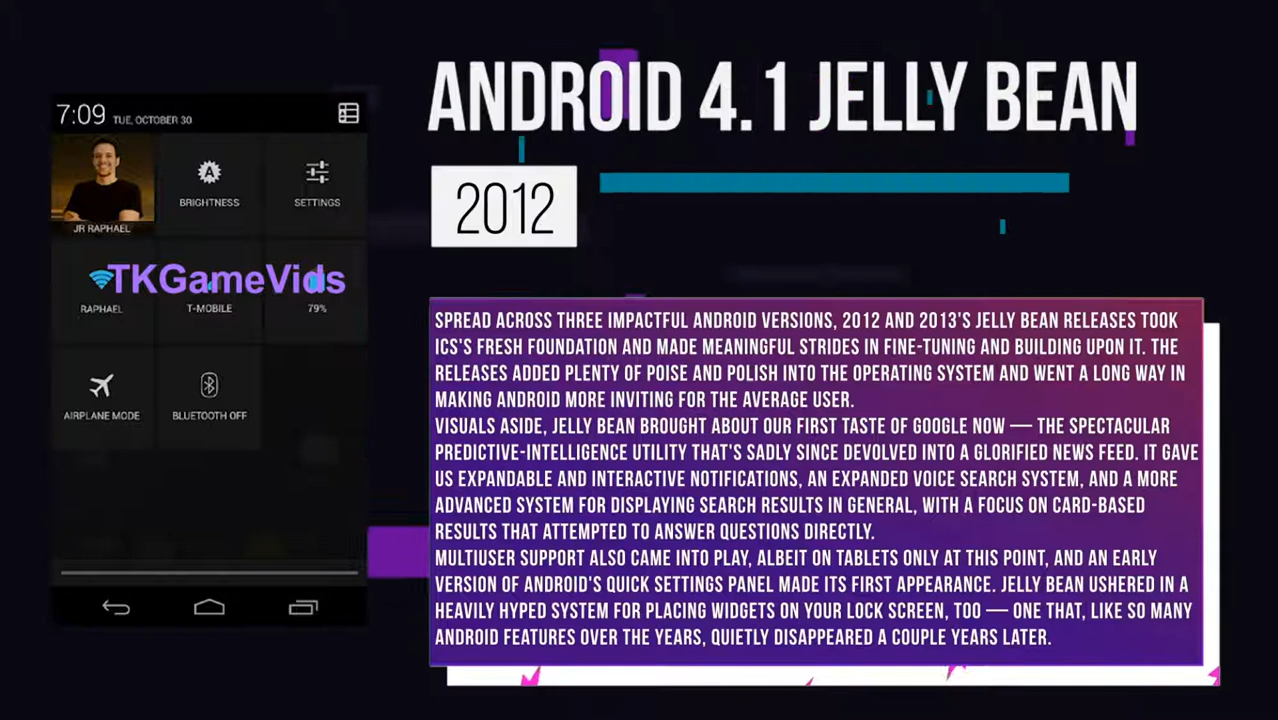 ANDROID 4.1 JELLY BEAN
2012
7:09 TUE, OCTOBER 30
JR RAPHAEL
BRIGHTNESS
SETTINGS
TKGameVids
RAPHAEL
T-MOBILE
79%
AIRPLANE MODE
BLUETOOTH OFF
SPREAD ACROSS THREE IMPACTFUL ANDROID VERSIONS, 2012 AND 2013'S JELLY BEAN RELEASES TOOK
ICS'S FRESH FOUNDATION AND MADE MEANINGFUL STRIDES IN FINE-TUNING AND BUILDING UPON IT. THE
RELEASES ADDED PLENTY OF POISE AND POLISH INTO THE OPERATING SYSTEM AND WENT A LONG WAY IN
MAKING ANDROID MORE INVITING FOR THE AVERAGE USER.
VISUALS ASIDE, JELLY BEAN BROUGHT ABOUT OUR FIRST TASTE OF GOOGLE NOW — THE SPECTACULAR
PREDICTIVE-INTELLIGENCE UTILITY THAT'S SADLY SINCE DEVOLVED INTO A GLORIFIED NEWS FEED. IT GAVE
US EXPANDABLE AND INTERACTIVE NOTIFICATIONS, AN EXPANDED VOICE SEARCH SYSTEM, AND A MORE
ADVANCED SYSTEM FOR DISPLAYING SEARCH RESULTS IN GENERAL, WITH A FOCUS ON CARD-BASED
RESULTS THAT ATTEMPTED TO ANSWER QUESTIONS DIRECTLY.
MULTIUSER SUPPORT ALSO CAME INTO PLAY, ALBEIT ON TABLETS ONLY AT THIS POINT, AND AN EARLY
VERSION OF ANDROID'S QUICK SETTINGS PANEL MADE ITS FIRST APPEARANCE. JELLY BEAN USHERED IN A
HEAVILY HYPED SYSTEM FOR PLACING WIDGETS ON YOUR LOCK SCREEN, TOO — ONE THAT, LIKE SO MANY
ANDROID FEATURES OVER THE YEARS, QUIETLY DISAPPEARED A COUPLE YEARS LATER.